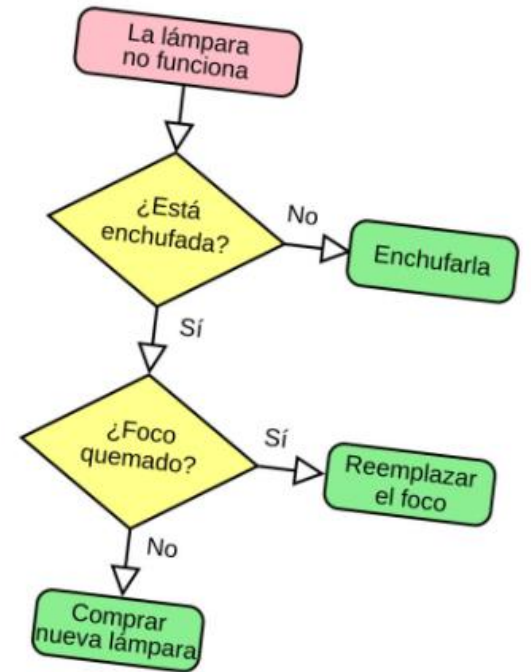 La lámpara
no funciona
¿Está
enchufada?
No
Enchufarla
Sí
¿Foco
quemado?
Sí
Reemplazar
el foco
No
Comprar
nueva lámpara